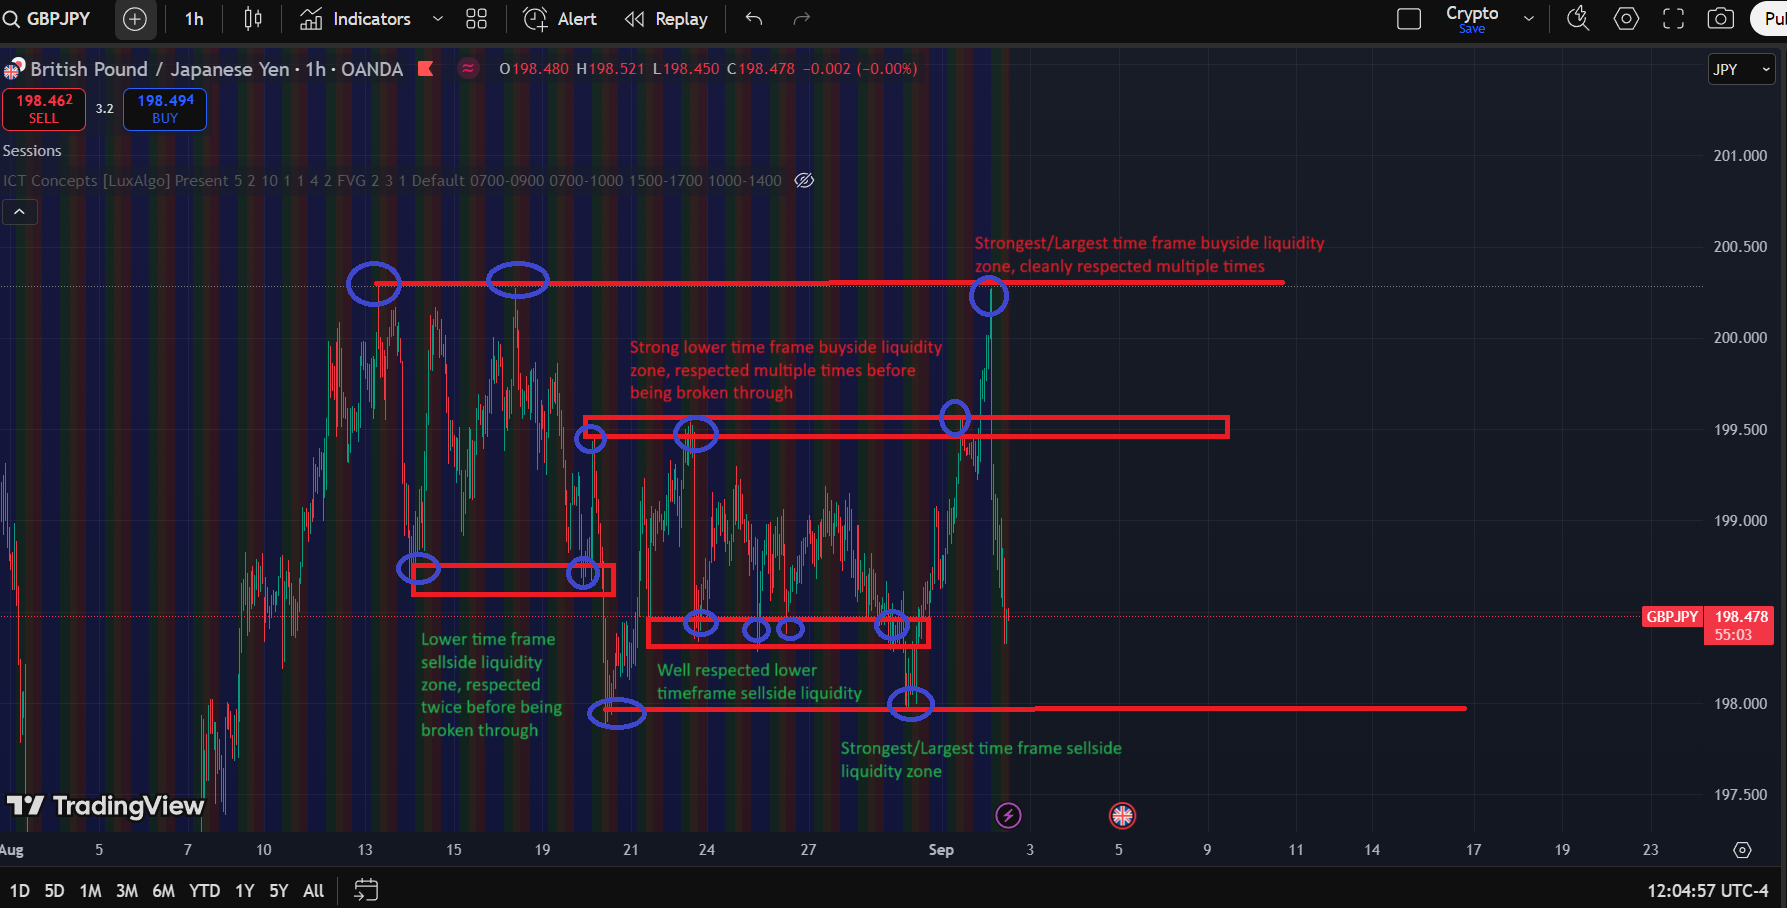 GBPJPY 1h Indicators Alert Replay Crypto Pu
Save
British Pound / Japanese Yen · 1h · OANDA O198.480 H198.521 L198.450 C198.478 −0.002 (−0.00%) JPY
198.462 3.2 198.494
SELL BUY
Sessions
ICT Concepts [LuxAlgo] Present 5 2 10 1 1 4 2 FVG 2 3 1 Default 0700-0900 0700-1000 1500-1700 1000-1400
201.000
200.500
200.000
199.500
199.000
GBPJPY 198.478
55:03
198.000
197.500
Strongest/Largest time frame buyside liquidity
zone, cleanly respected multiple times
Strong lower time frame buyside liquidity
zone, respected multiple times before
being broken through
Lower time frame
sellside liquidity
zone, respected
twice before being
broken through
Well respected lower
timeframe sellside liquidity
Strongest/Largest time frame sellside
liquidity zone
TradingView
Aug 5 7 10 13 15 19 21 24 27 Sep 3 5 9 11 14 17 19 23
1D 5D 1M 3M 6M YTD 1Y 5Y All 12:04:57 UTC-4